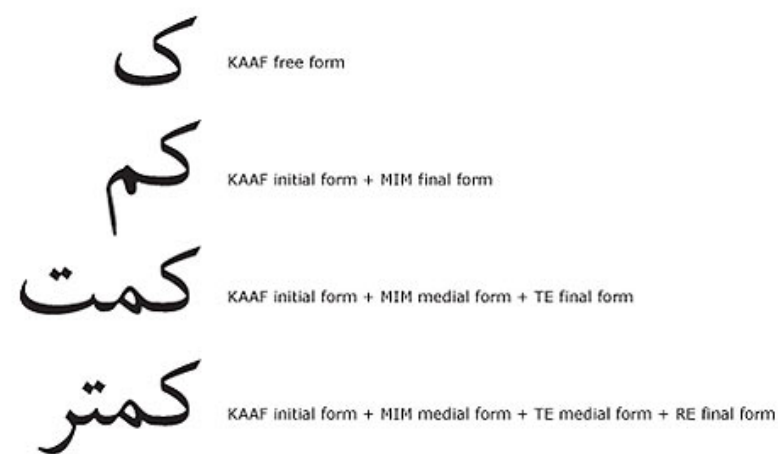 ک KAAF free form
کم KAAF initial form + MIM final form
کمت KAAF initial form + MIM medial form + TE final form
کمتر KAAF initial form + MIM medial form + TE medial form + RE final form